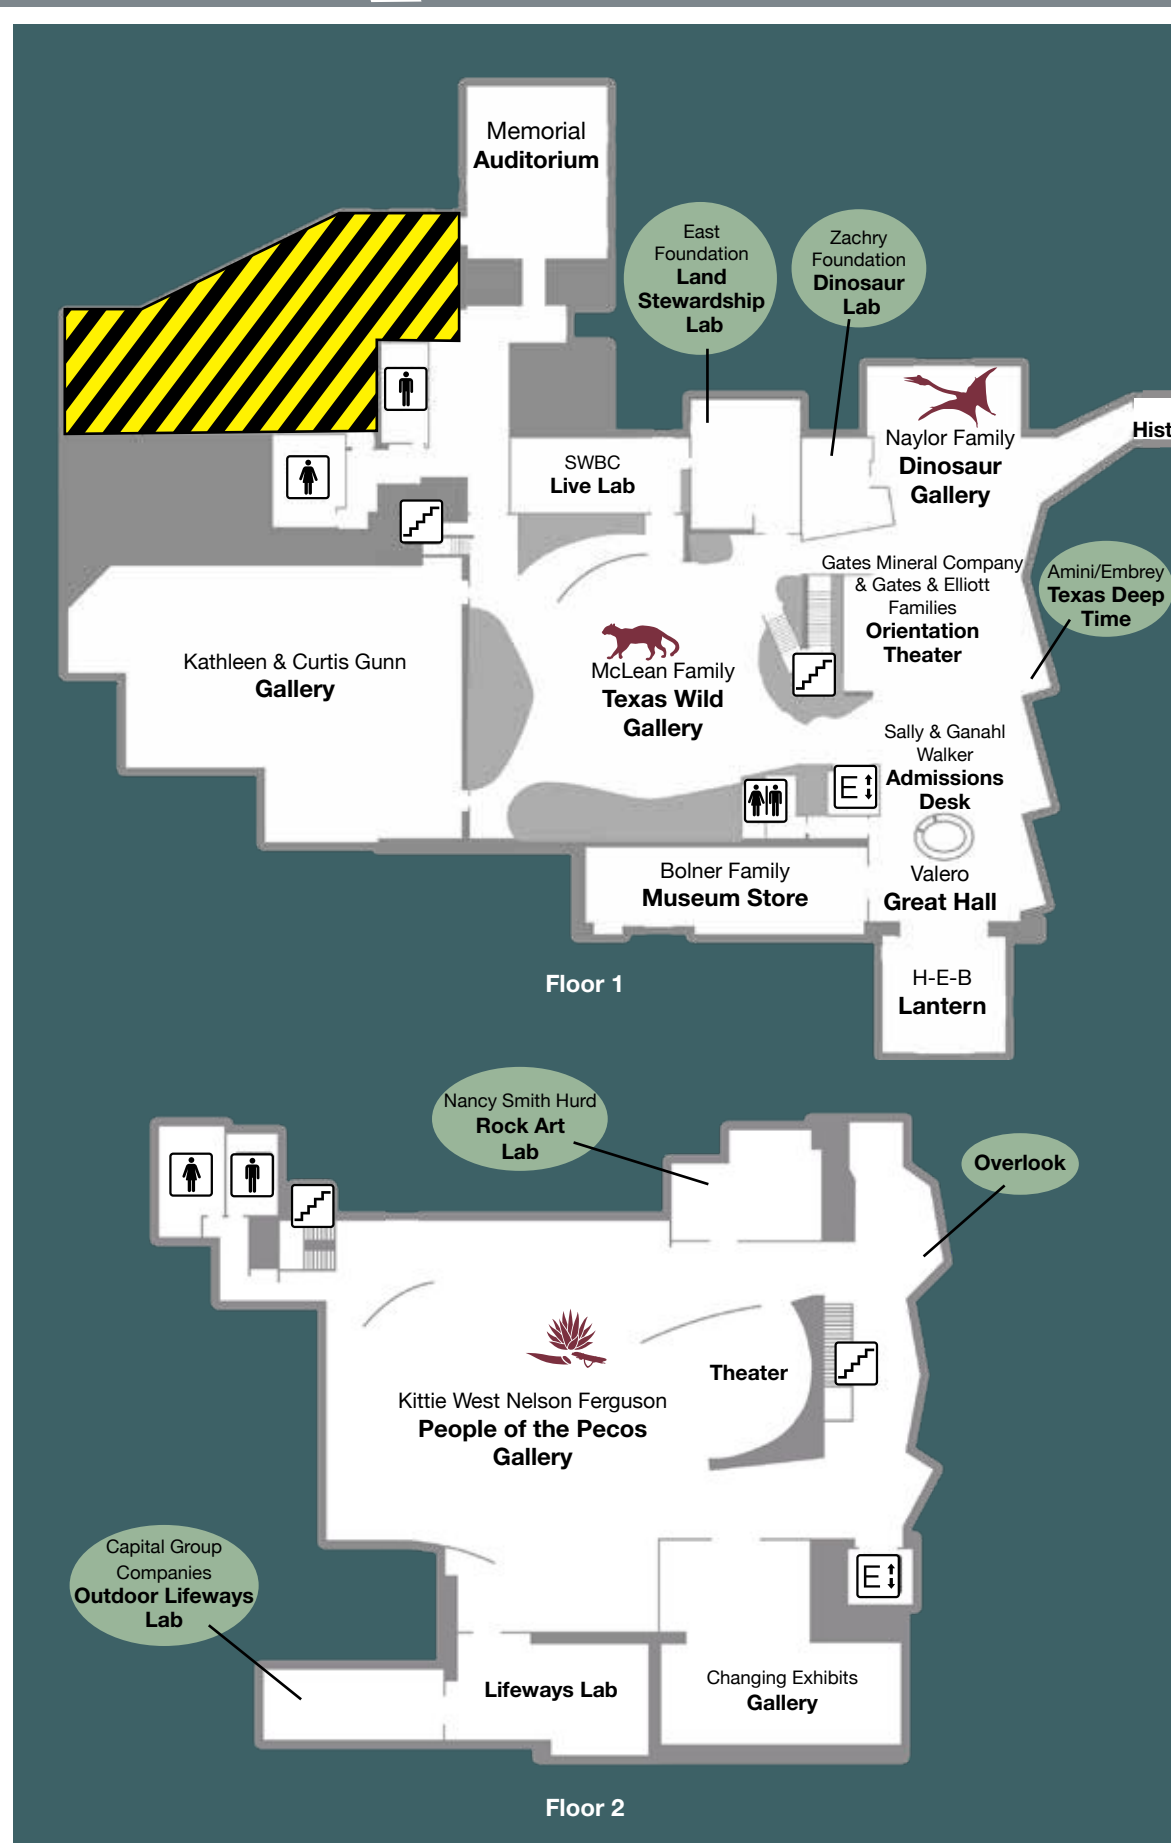 Memorial
Auditorium
East
Foundation
Land
Stewardship
Lab
Zachry
Foundation
Dinosaur
Lab
Naylor Family
Dinosaur
Gallery
Hist
SWBC
Live Lab
Gates Mineral Company
& Gates & Elliott
Families
Orientation
Theater
Amini/Embrey
Texas Deep
Time
Kathleen & Curtis Gunn
Gallery
McLean Family
Texas Wild
Gallery
Sally & Ganahl
Walker
Admissions
Desk
E
Bolner Family
Museum Store
Valero
Great Hall
Floor 1
H-E-B
Lantern
Nancy Smith Hurd
Rock Art
Lab
Overlook
Theater
Kittie West Nelson Ferguson
People of the Pecos
Gallery
Capital Group
Companies
Outdoor Lifeways
Lab
E
Lifeways Lab
Changing Exhibits
Gallery
Floor 2